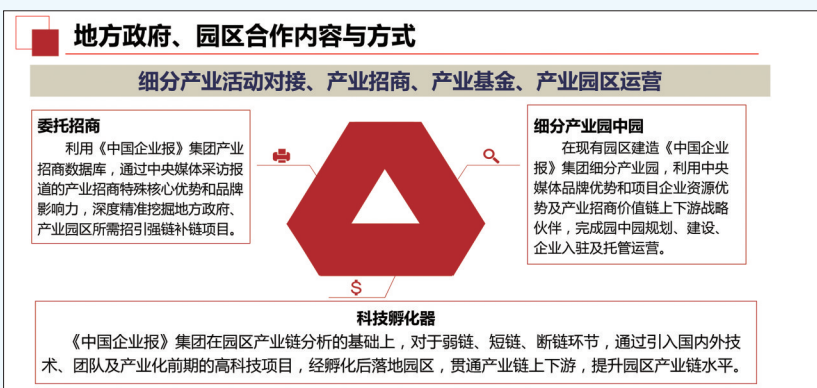 地方政府、园区合作内容与方式
细分产业活动对接、产业招商、产业基金、产业园区运营
委托招商
利用《中国企业报》集团产业
招商数据库，通过中央媒体采访报
道的产业招商特殊核心优势和品牌
影响力，深度精准挖掘地方政府、
产业园区所需招引强链补链项目。
细分产业园中园
在现有园区建造《中国企业
报》集团细分产业园，利用中央
媒体品牌优势和项目企业资源优
势及产业招商价值链上下游战略
伙伴，完成园中园规划、建设、
企业入驻及托管运营。
$
科技孵化器
《中国企业报》集团在园区产业链分析的基础上，对于弱链、短链、断链环节，通过引入国内外技
术、团队及产业化前期的高科技项目，经孵化后落地园区，贯通产业链上下游，提升园区产业链水平。